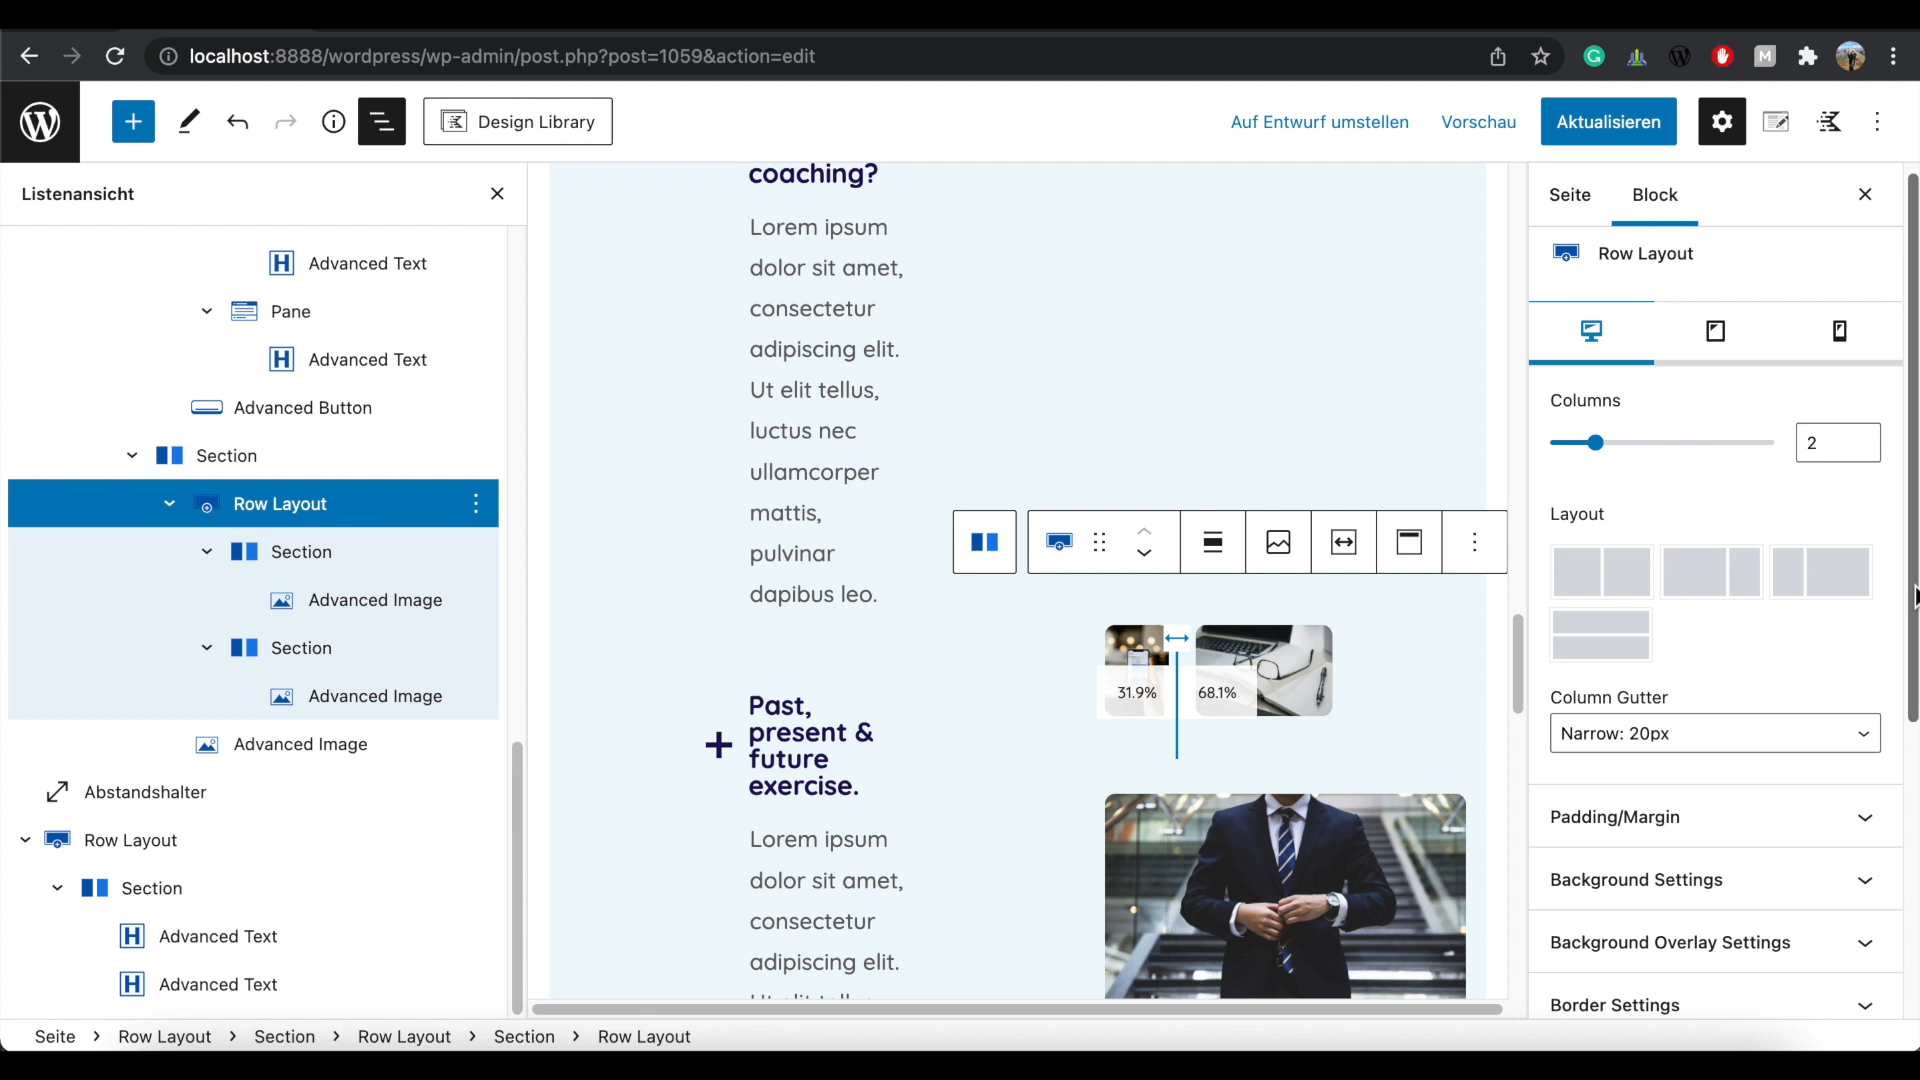 localhost:8888/wordpress/wp-admin/post.php?post=1059&action=edit
Design Library
Auf Entwurf umstellen
Vorschau
Aktualisieren
Listenansicht
Advanced Text
Pane
Advanced Text
Advanced Button
Section
Row Layout
Section
Advanced Image
Section
Advanced Image
Advanced Image
Abstandshalter
Row Layout
Section
Advanced Text
Advanced Text
coaching?
Lorem ipsum
dolor sit amet,
consectetur
adipiscing elit.
Ut elit tellus,
luctus nec
ullamcorper
mattis,
pulvinar
dapibus leo.
Past,
present &
future
exercise.
Lorem ipsum
dolor sit amet,
consectetur
adipiscing elit.
31.9%
68.1%
Seite
Block
Row Layout
Columns
2
Layout
Column Gutter
Narrow: 20px
Padding/Margin
Background Settings
Background Overlay Settings
Border Settings
Seite > Row Layout > Section > Row Layout > Section > Row Layout